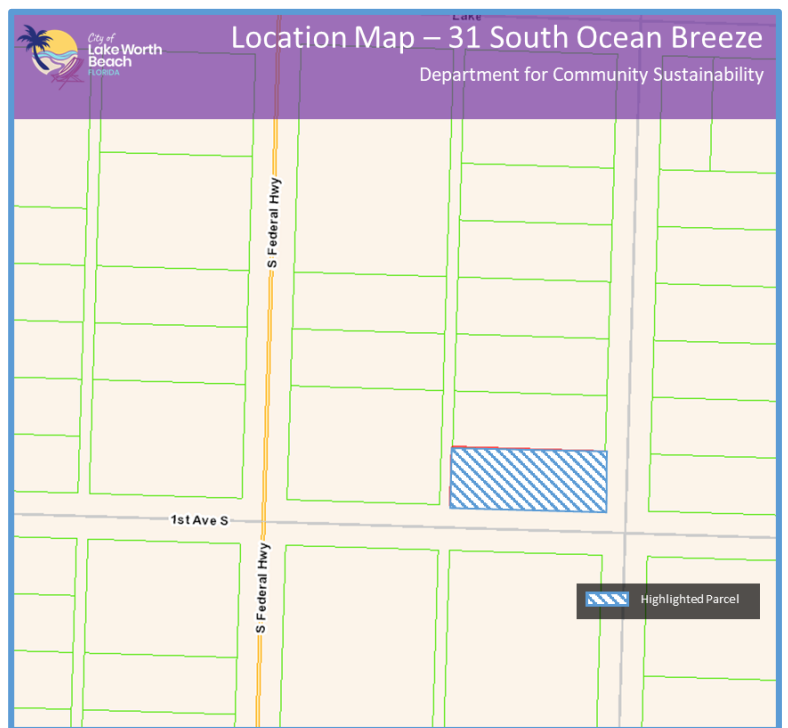 Lake
City of
Lake Worth
Beach
FLORIDA
Location Map – 31 South Ocean Breeze
Department for Community Sustainability
S Federal Hwy
1st Ave S
S Federal Hwy
Highlighted Parcel